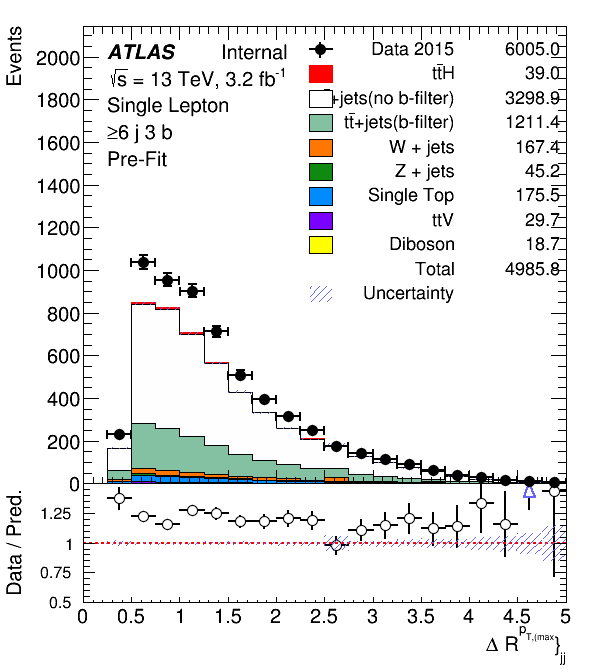 Events
2000
1800
1600
1400
1200
1000
800
600
400
200
0
ATLAS Internal
√s = 13 TeV, 3.2 fb-1
Single Lepton
≥6 j 3 b
Pre-Fit
Data 2015 6005.0
tt̄H 39.0
+jets(no b-filter) 3298.9
tt̄+jets(b-filter) 1211.4
W + jets 167.4
Z + jets 45.2
Single Top 175.5
ttV 29.7
Diboson 18.7
Total 4985.8
Uncertainty
Data / Pred.
1.25
1
0.75
0.5
0 0.5 1 1.5 2 2.5 3 3.5 4 4.5 5
Δ R^{p_{T,(max}}}_{jj}